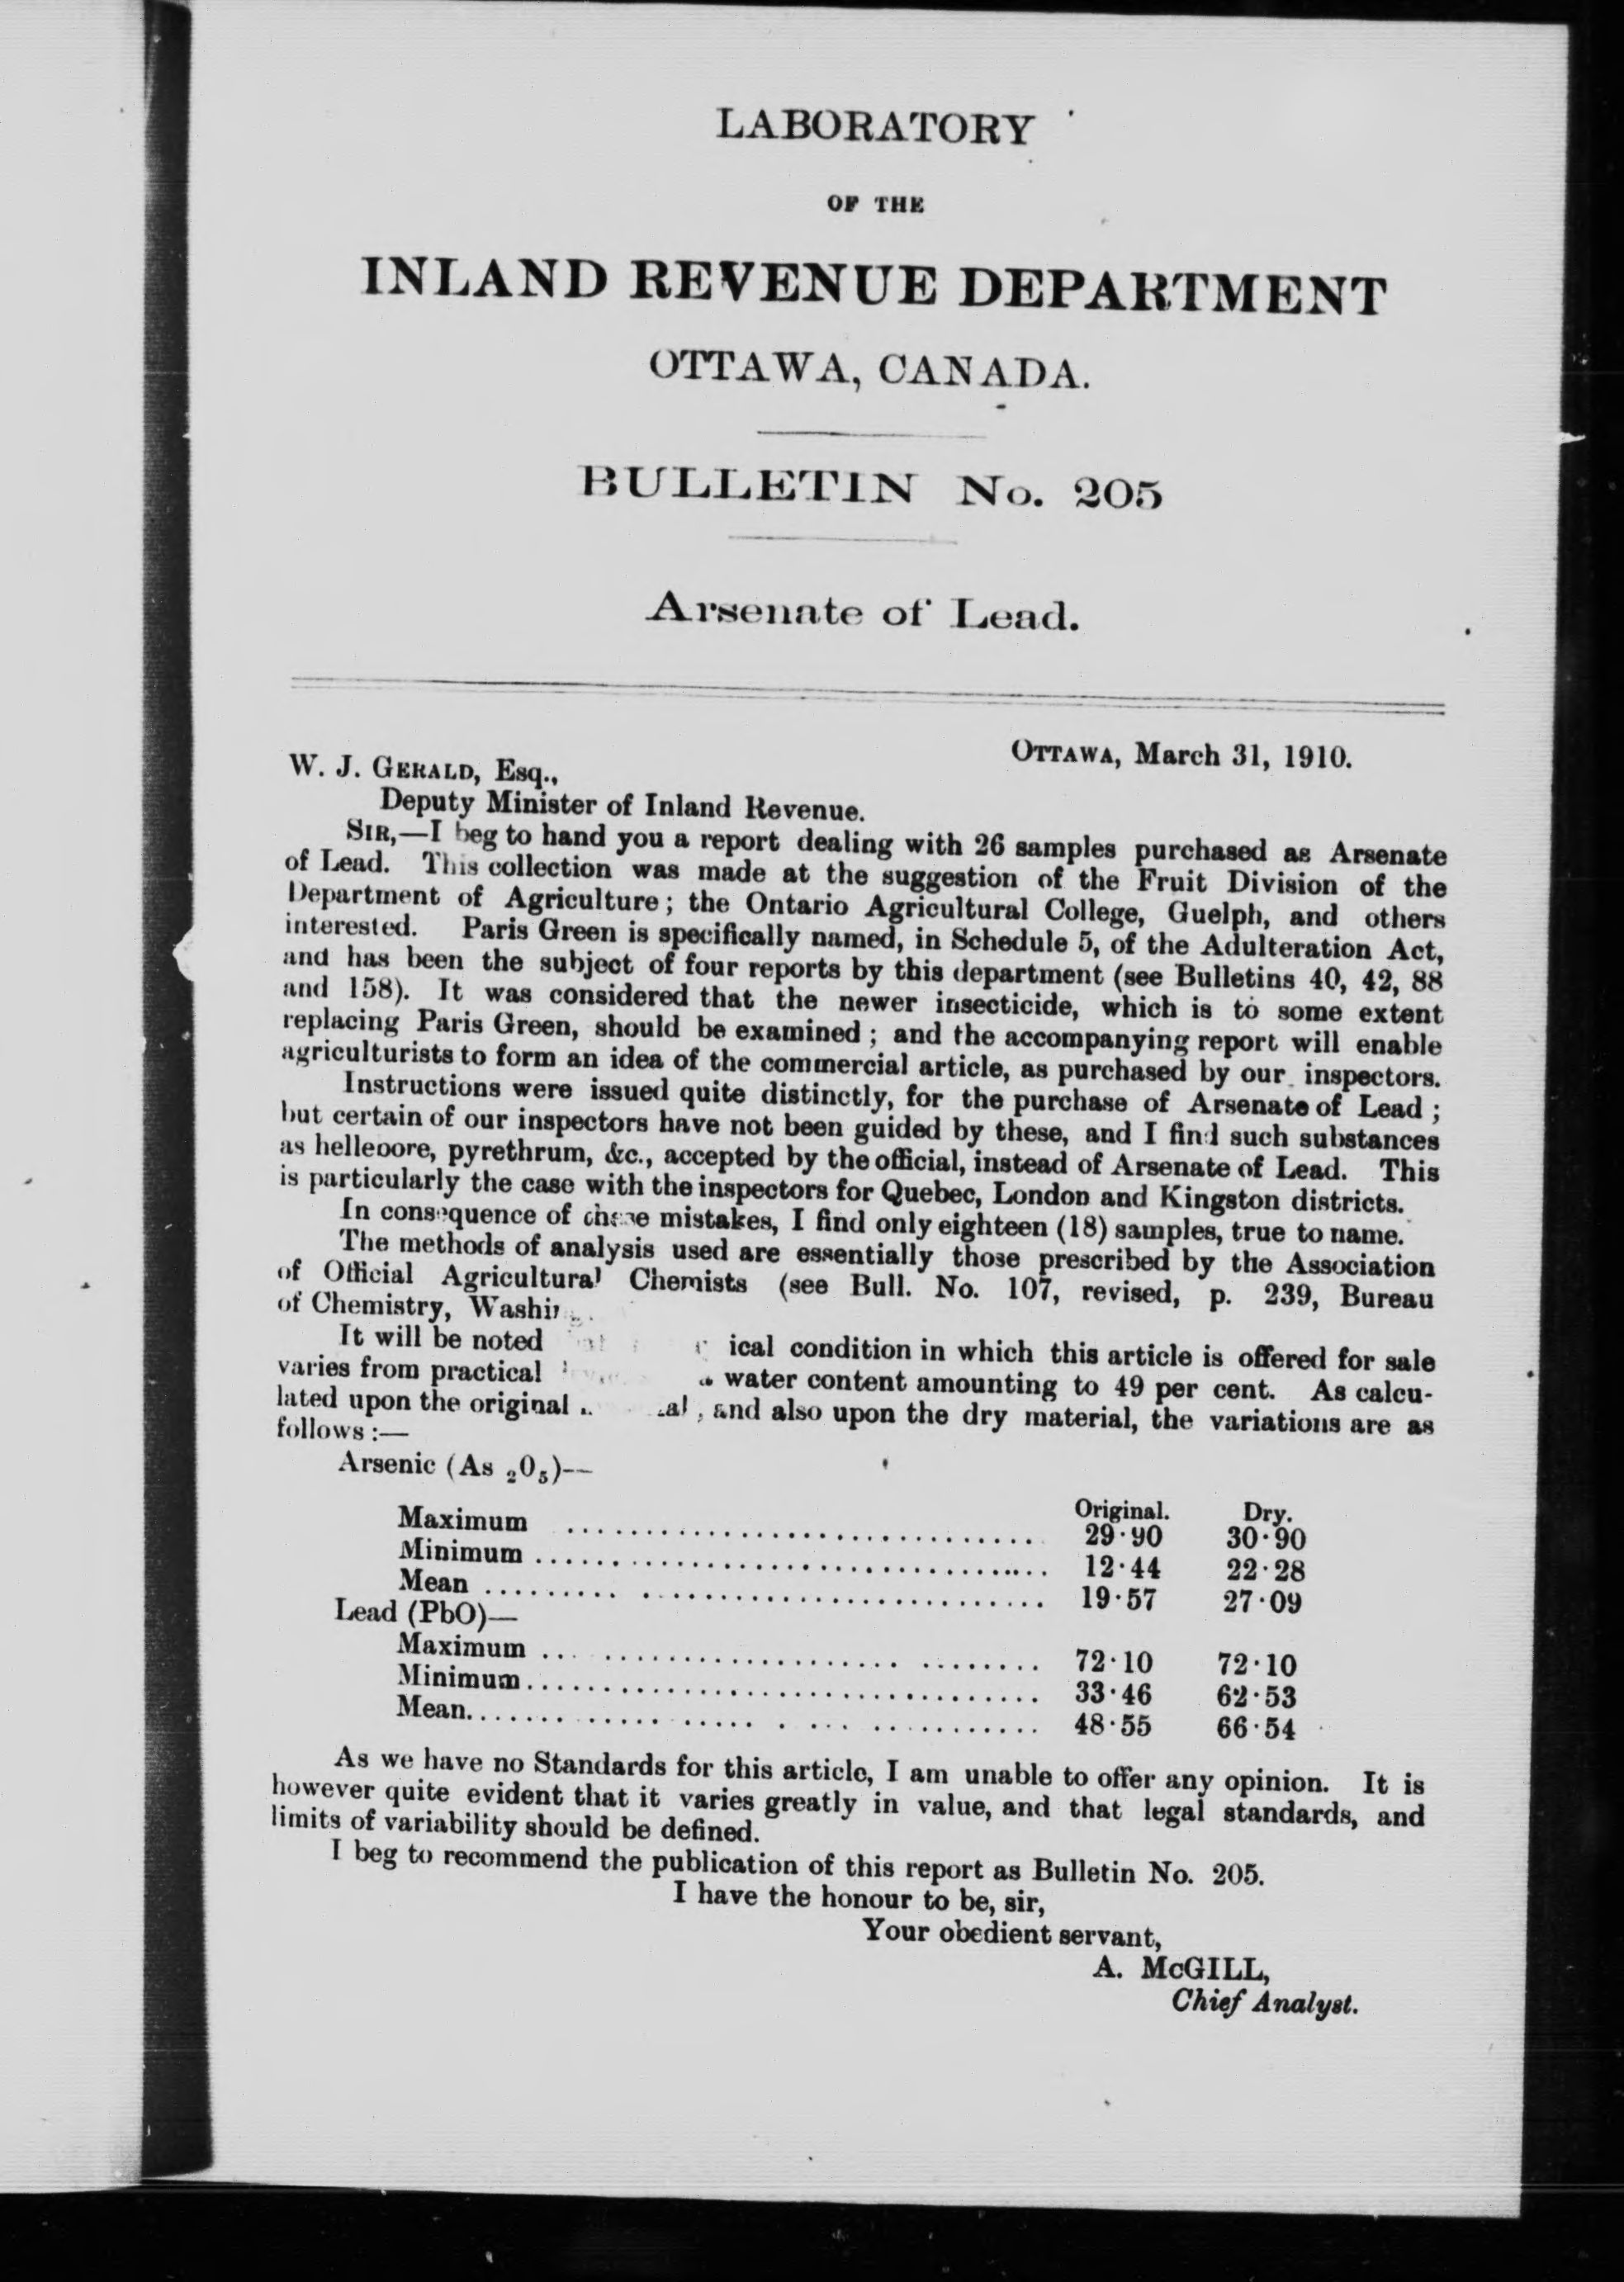 LABORATORY
OF THE
INLAND REVENUE DEPARTMENT
OTTAWA, CANADA.
BULLETIN No. 205
Arsenate of Lead.
OTTAWA, March 31, 1910.
W. J. GERALD, Esq.,
Deputy Minister of Inland Revenue.
SIR,—I beg to hand you a report dealing with 26 samples purchased as Arsenate
of Lead. This collection was made at the suggestion of the Fruit Division of the
Department of Agriculture; the Ontario Agricultural College, Guelph, and others
interested. Paris Green is specifically named, in Schedule 5, of the Adulteration Act,
and has been the subject of four reports by this department (see Bulletins 40, 42, 88
and 158). It was considered that the newer insecticide, which is to some extent
replacing Paris Green, should be examined ; and the accompanying report will enable
agriculturists to form an idea of the commercial article, as purchased by our inspectors.
Instructions were issued quite distinctly, for the purchase of Arsenate of Lead ;
but certain of our inspectors have not been guided by these, and I find such substances
as hellebore, pyrethrum, &c., accepted by the official, instead of Arsenate of Lead. This
is particularly the case with the inspectors for Quebec, London and Kingston districts.
In consequence of these mistakes, I find only eighteen (18) samples, true to name.
The methods of analysis used are essentially those prescribed by the Association
of Official Agricultural Chemists (see Bull. No. 107, revised, p. 239, Bureau
of Chemistry,
It will be noted ical condition in which this article is offered for sale
varies from practical water content amounting to 49 per cent. As calcu-
lated upon the original and also upon the dry material, the variations are as
follows :—
Arsenic (As 2O5)—
Original. Dry.
Maximum 29·90 30·90
Minimum 12·44 22·28
Mean 19·57 27·09
Lead (PbO)—
Maximum 72·10 72·10
Minimum 33·46 62·53
Mean 48·55 66·54
As we have no Standards for this article, I am unable to offer any opinion. It is
however quite evident that it varies greatly in value, and that legal standards, and
limits of variability should be defined.
I beg to recommend the publication of this report as Bulletin No. 205.
I have the honour to be, sir,
Your obedient servant,
A. McGILL,
Chief Analyst.